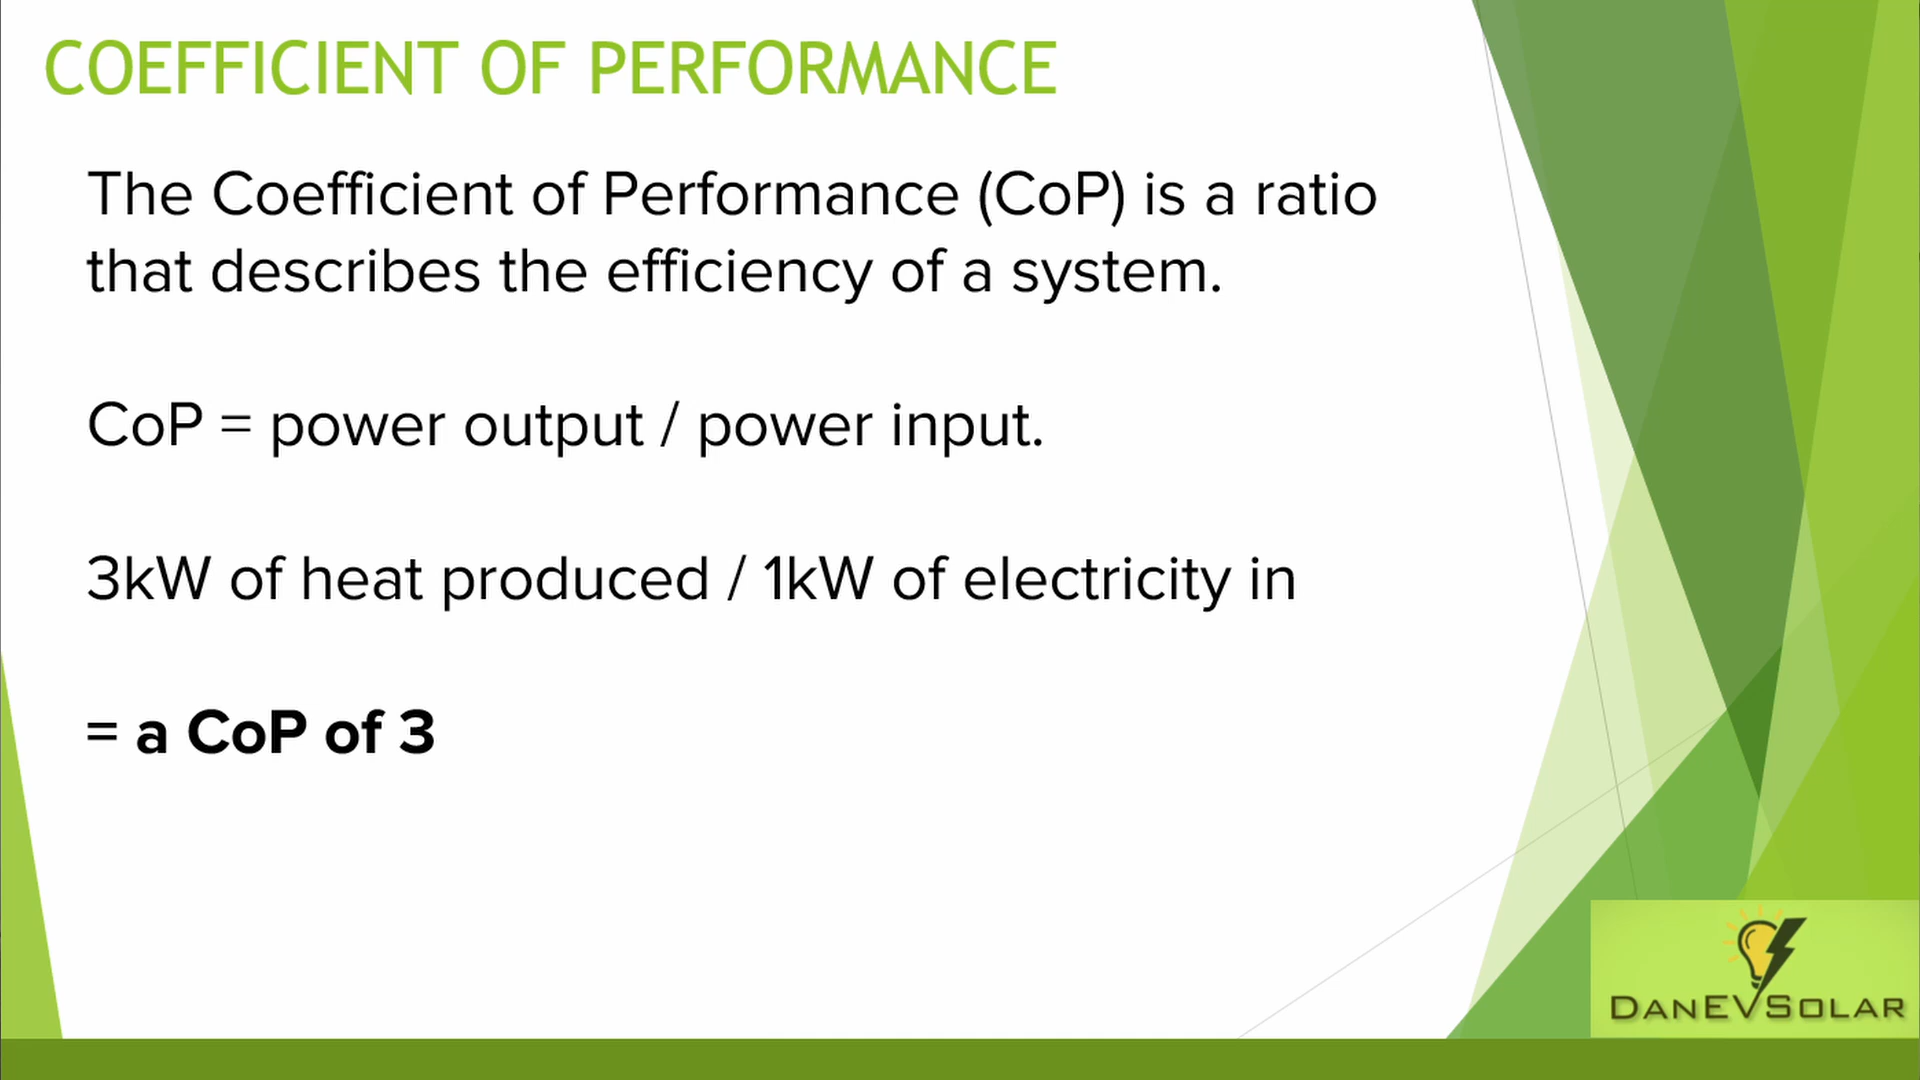 COEFFICIENT OF PERFORMANCE
The Coefficient of Performance (CoP) is a ratio
that describes the efficiency of a system.
CoP = power output / power input.
3kW of heat produced / 1kW of electricity in
= a CoP of 3
DANEVSOLAR